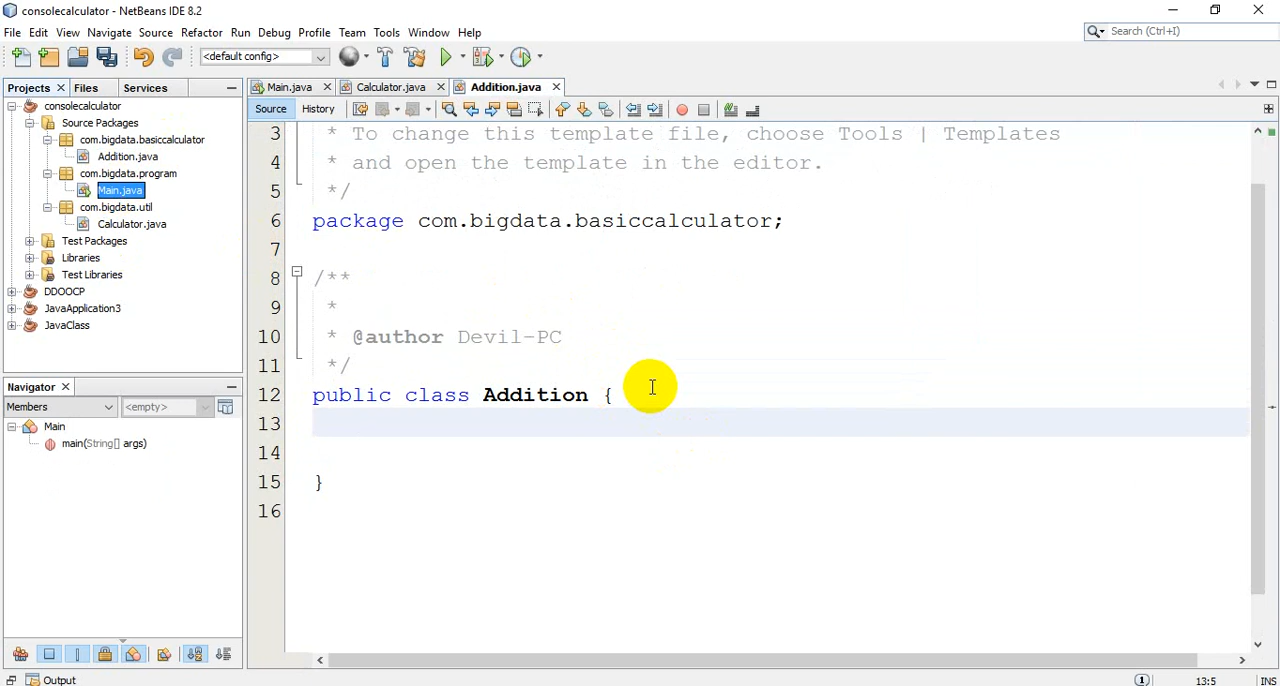 consolecalculator - NetBeans IDE 8.2
File Edit View Navigate Source Refactor Run Debug Profile Team Tools Window Help
Search (Ctrl+I)
<default config>
Projects Files Services
consolecalculator
Source Packages
com.bigdata.basiccalculator
Addition.java
com.bigdata.program
Main.java
com.bigdata.util
Calculator.java
Test Packages
Libraries
Test Libraries
DDOOCP
JavaApplication3
JavaClass
Navigator
Members <empty>
Main
main(String[] args)
Main.java Calculator.java Addition.java
Source History
3 * To change this template file, choose Tools | Templates
4 * and open the template in the editor.
5 */
6 package com.bigdata.basiccalculator;
7
8 /**
9 *
10 * @author Devil-PC
11 */
12 public class Addition {
13
14
15 }
16
Output
1 13:5 INS